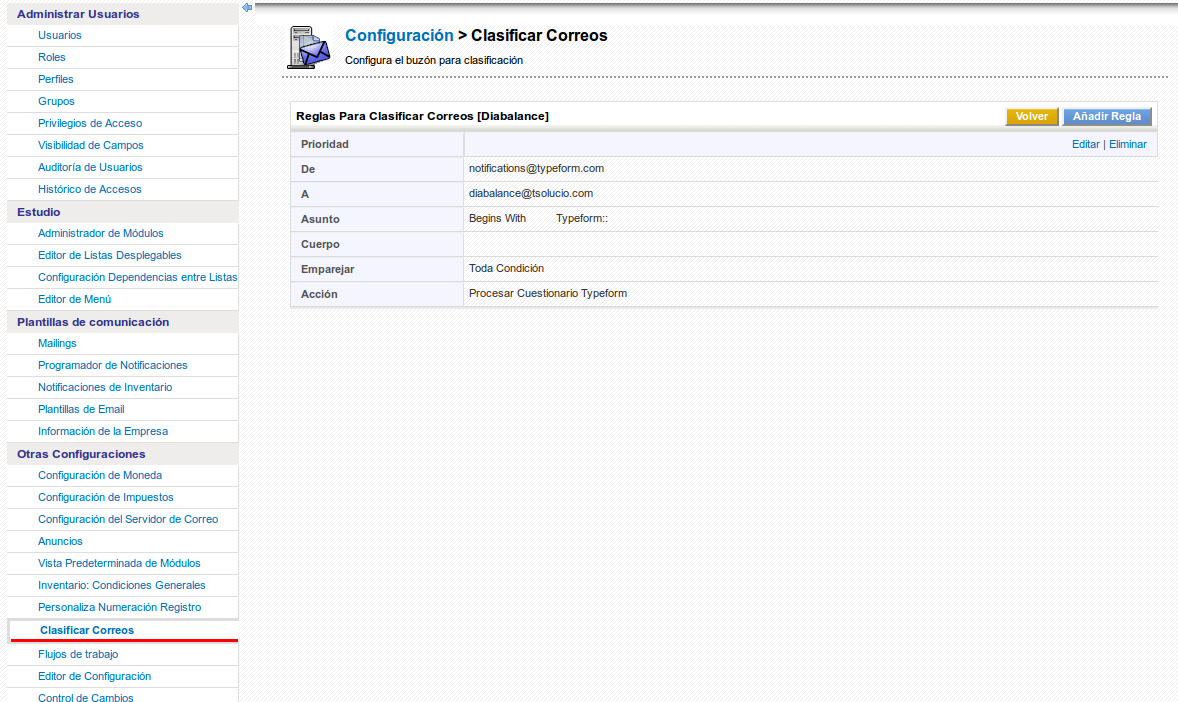 Administrar Usuarios
Usuarios
Roles
Perfiles
Grupos
Privilegios de Acceso
Visibilidad de Campos
Auditoría de Usuarios
Histórico de Accesos
Estudio
Administrador de Módulos
Editor de Listas Desplegables
Configuración Dependencias entre Listas
Editor de Menú
Plantillas de comunicación
Mailings
Programador de Notificaciones
Notificaciones de Inventario
Plantillas de Email
Información de la Empresa
Otras Configuraciones
Configuración de Moneda
Configuración de Impuestos
Configuración del Servidor de Correo
Anuncios
Vista Predeterminada de Módulos
Inventario: Condiciones Generales
Personaliza Numeración Registro
Clasificar Correos
Flujos de trabajo
Editor de Configuración
Control de Cambios
Configuración > Clasificar Correos
Configura el buzón para clasificación
Reglas Para Clasificar Correos [Diabalance] Volver Añadir Regla
Prioridad Editar | Eliminar
De notifications@typeform.com
A diabalance@tsolucio.com
Asunto Begins With Typeform::
Cuerpo
Emparejar Toda Condición
Acción Procesar Cuestionario Typeform